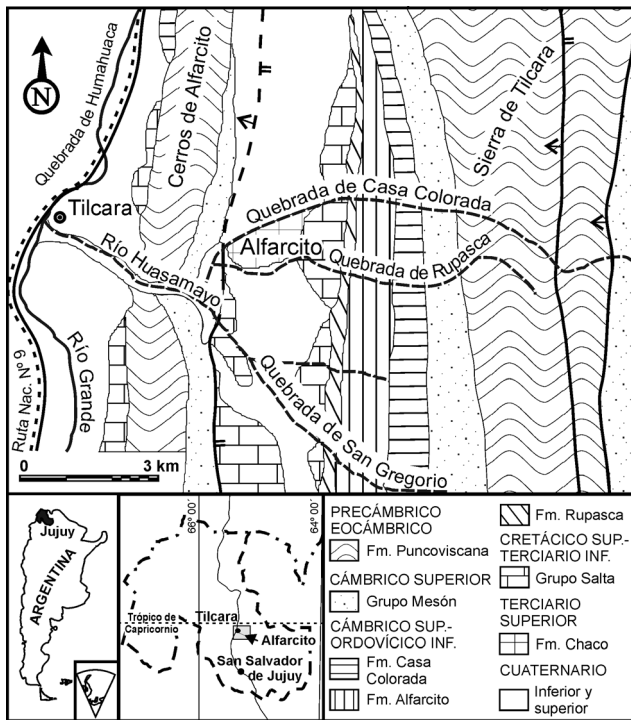 Quebrada de Humahuaca
Cerros de Alfarcito
Sierra de Tilcara
N
Tilcara
Quebrada de Casa Colorada
Alfarcito
Quebrada de Rupasca
Río Huasamayo
Ruta Nac. Nº 9
Río Grande
Quebrada de San Gregorio
0 3 km
Jujuy
ARGENTINA
66º 00´
64º 00´
Trópico de
Capricornio
Tilcara
Alfarcito
San Salvador
de Jujuy
PRECÁMBRICO
EOCÁMBRICO
Fm. Puncoviscana
CÁMBRICO SUPERIOR
Grupo Mesón
CÁMBRICO SUP.-
ORDOVÍCICO INF.
Fm. Casa
Colorada
Fm. Alfarcito
Fm. Rupasca
CRETÁCICO SUP.-
TERCIARIO INF.
Grupo Salta
TERCIARIO
SUPERIOR
Fm. Chaco
CUATERNARIO
Inferior y
superior